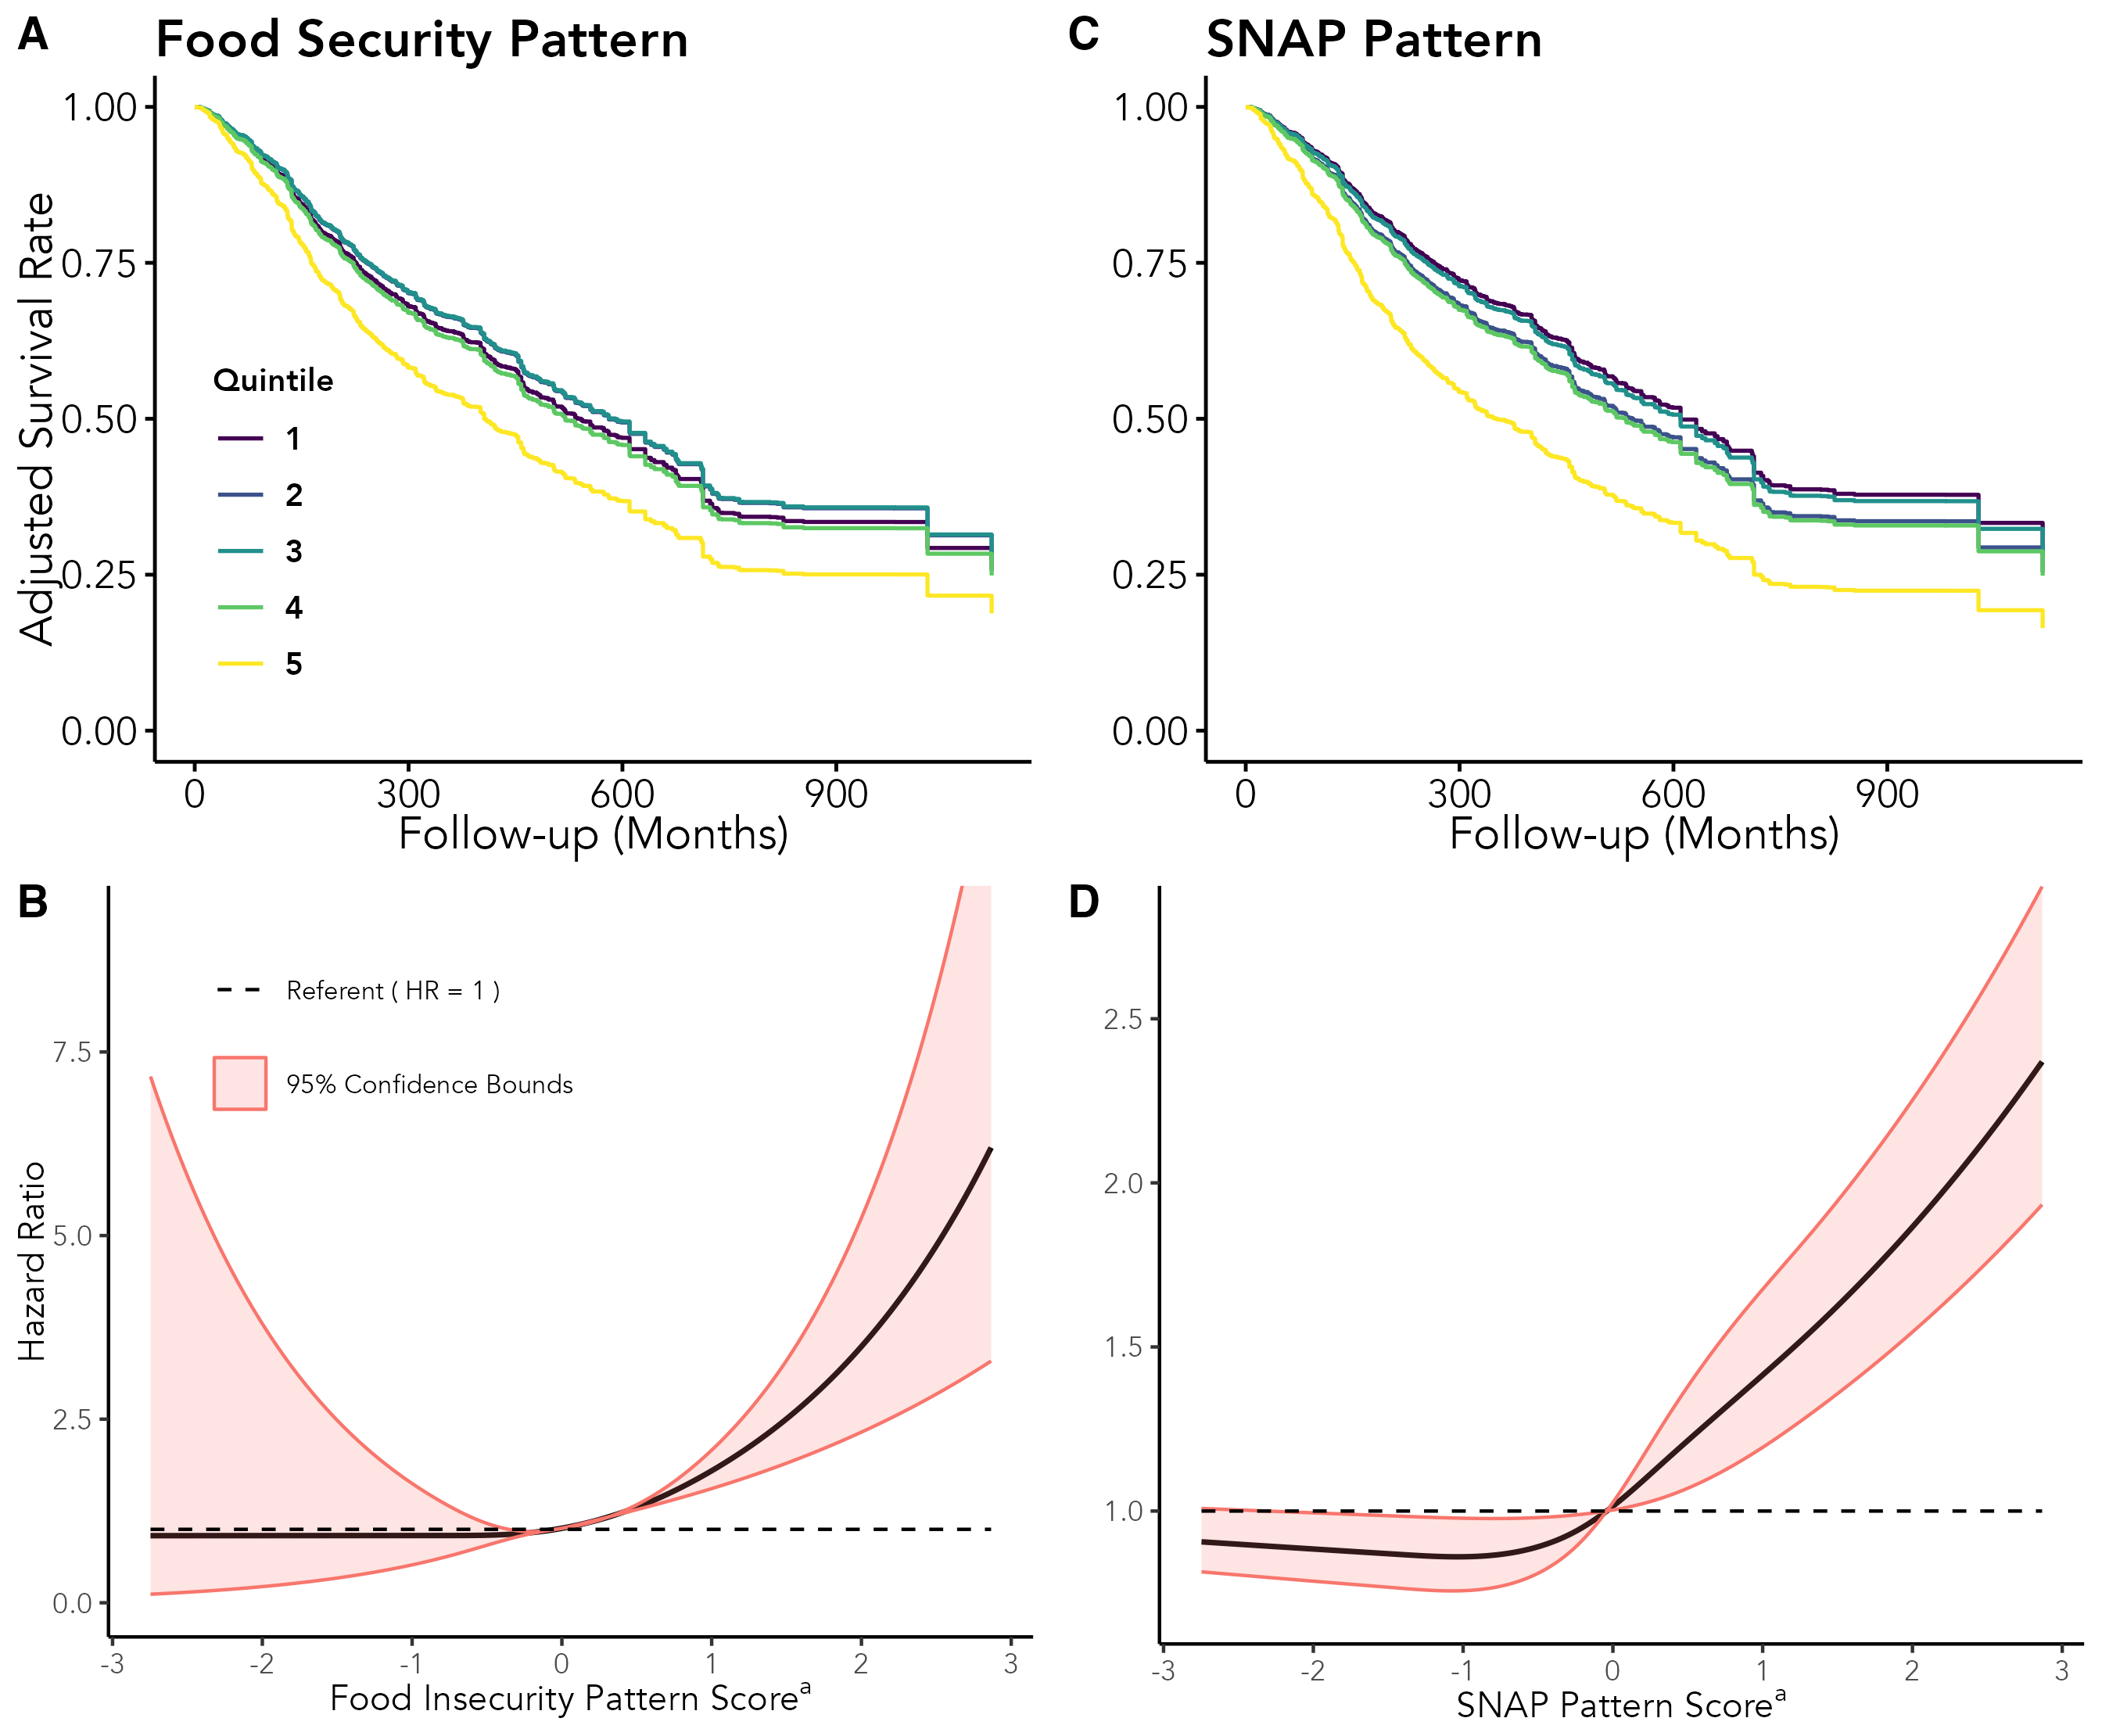 A
Food Security Pattern
Adjusted Survival Rate
1.00
0.75
0.50
0.25
0.00
Quintile
1
2
3
4
5
0 300 600 900
Follow-up (Months)
C
SNAP Pattern
1.00
0.75
0.50
0.25
0.00
0 300 600 900
Follow-up (Months)
B
Hazard Ratio
7.5
5.0
2.5
0.0
Referent ( HR = 1 )
95% Confidence Bounds
-3 -2 -1 0 1 2 3
Food Insecurity Pattern Scoreᵃ
D
2.5
2.0
1.5
1.0
-3 -2 -1 0 1 2 3
SNAP Pattern Scoreᵃ